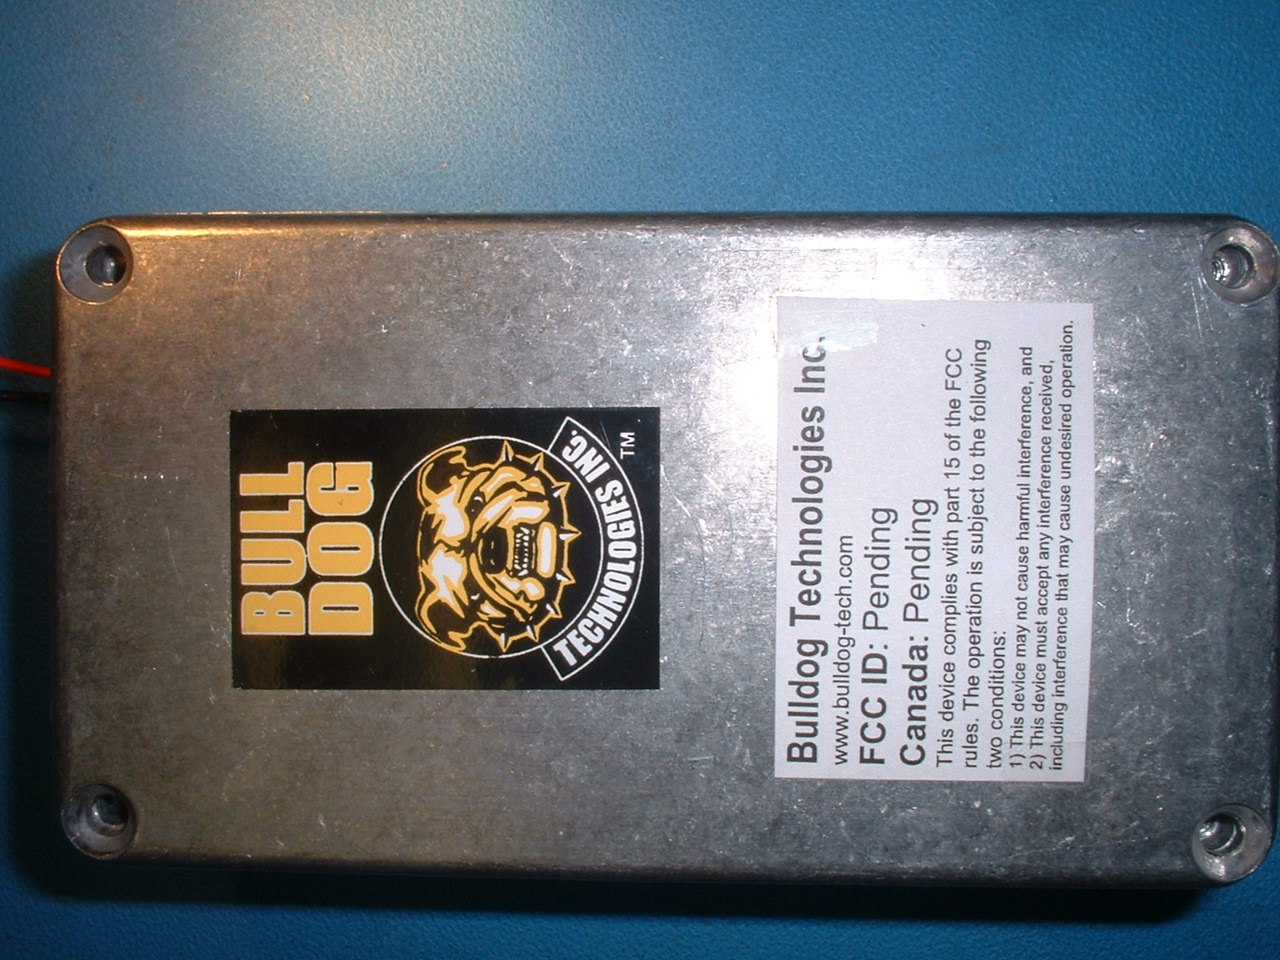 BULL
DOG
TECHNOLOGIES INC.
TM
Bulldog Technologies Inc.
www.bulldog-tech.com
FCC ID: Pending
Canada: Pending
This device complies with part 15 of the FCC
rules. The operation is subject to the following
two conditions:
1) This device may not cause harmful interference, and
2) This device must accept any interference received,
including interference that may cause undesired operation.